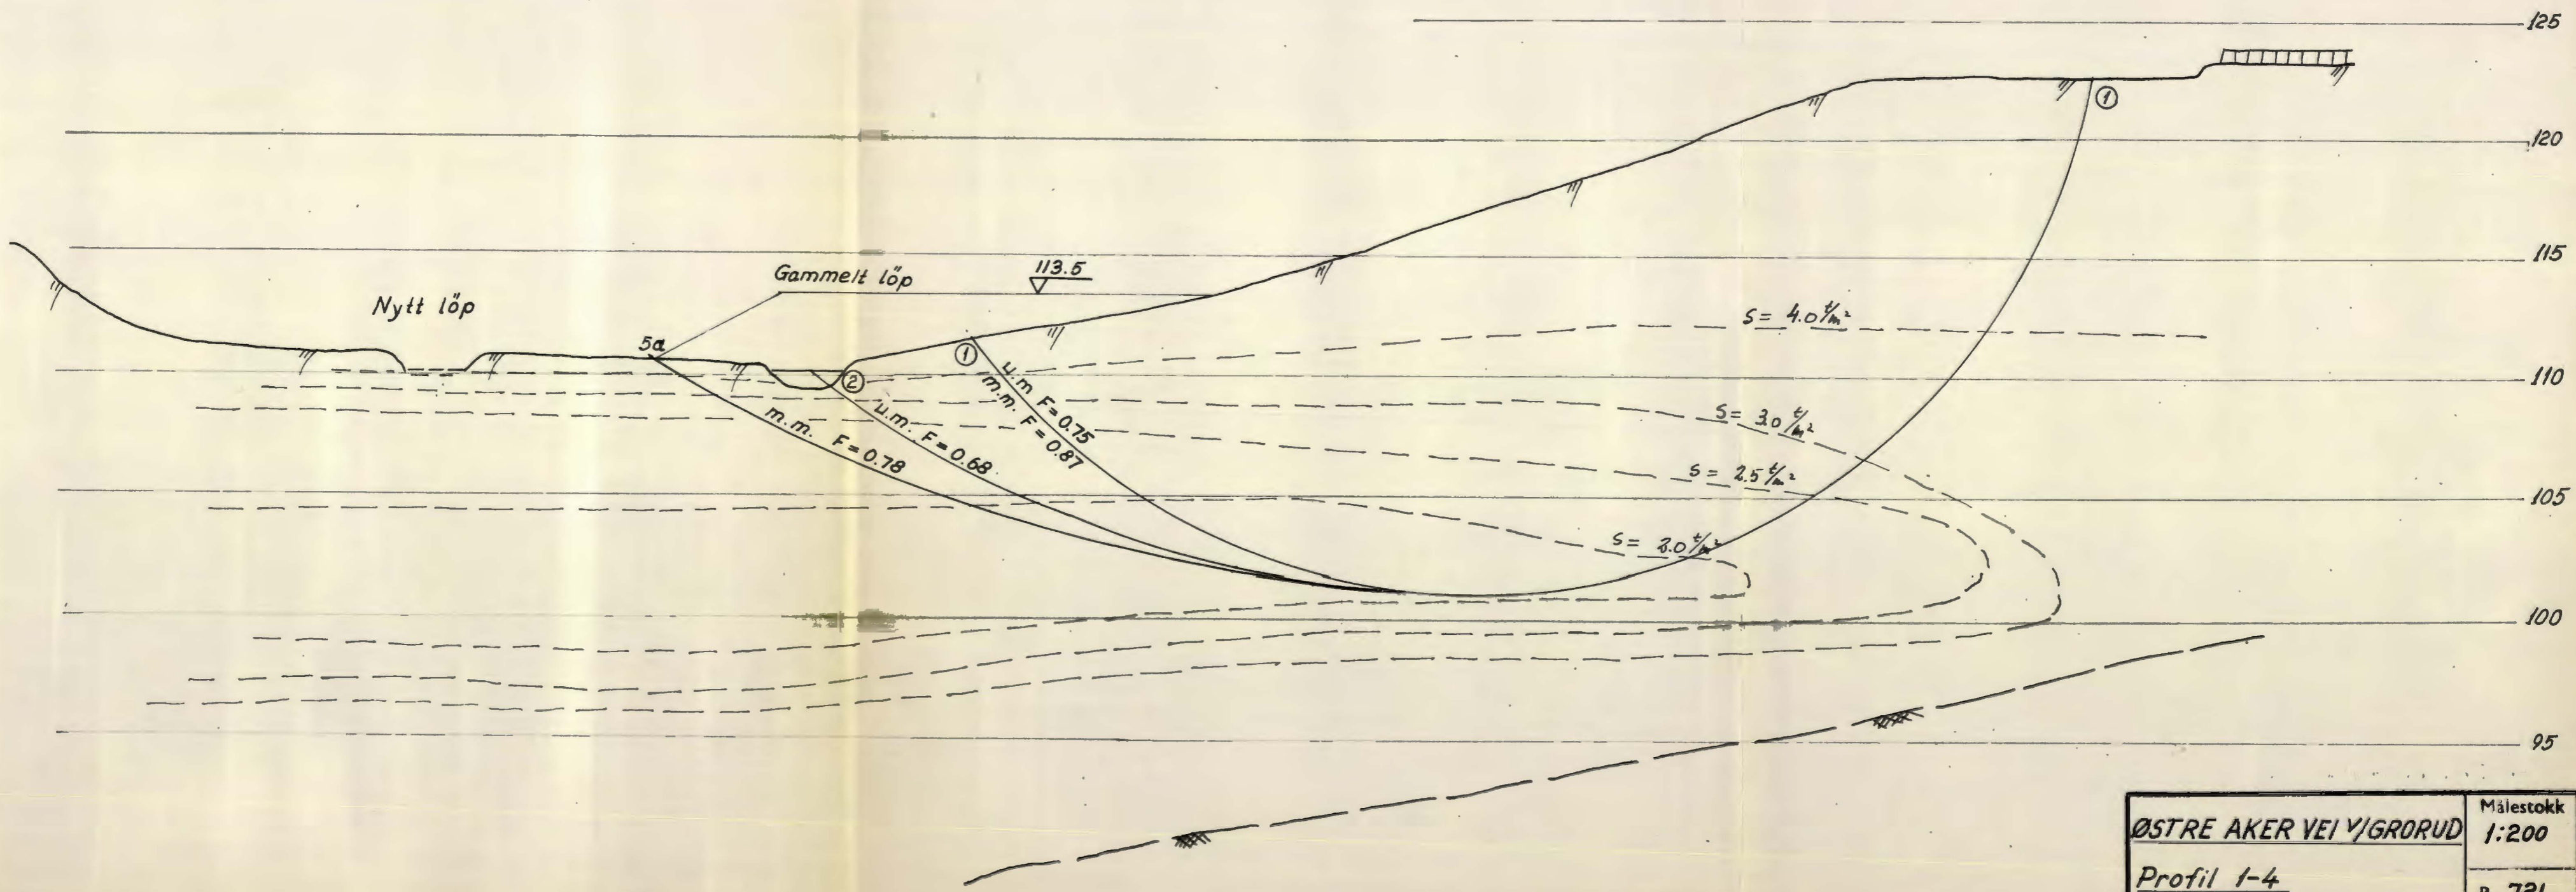 125
①
120
115
113.5
Gammelt löp
Nytt löp
S= 4.0 t/m²
5a
①
②
110
u.m F=0.75
m.m. F=0.87
u.m. F=0.68
m.m. F=0.78
S= 3.0 t/m²
S= 2.5 t/m²
105
S= 2.0 t/m²
100
95
ØSTRE AKER VEI V/GRORUD
Målestokk
1:200
Profil 1-4